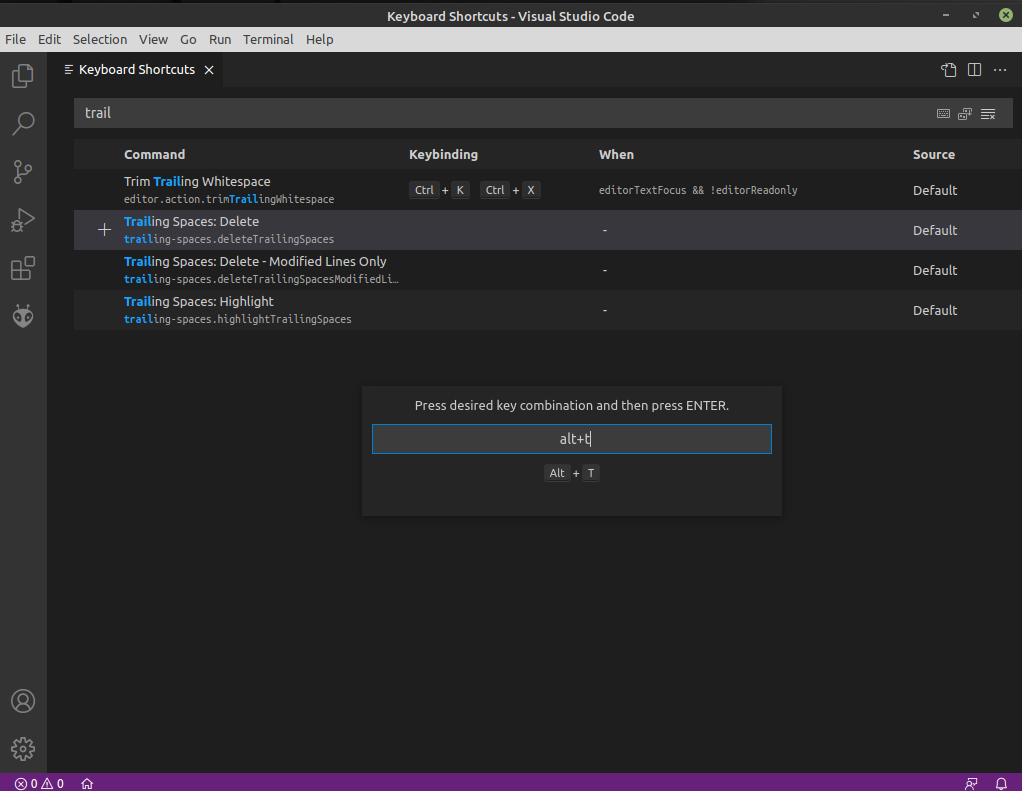 Keyboard Shortcuts - Visual Studio Code
File Edit Selection View Go Run Terminal Help
Keyboard Shortcuts
trail
Command Keybinding When Source
Trim Trailing Whitespace
editor.action.trimTrailingWhitespace
Ctrl + K Ctrl + X
editorTextFocus && !editorReadonly
Default
Trailing Spaces: Delete
trailing-spaces.deleteTrailingSpaces
-
Default
Trailing Spaces: Delete - Modified Lines Only
trailing-spaces.deleteTrailingSpacesModifiedLi...
-
Default
Trailing Spaces: Highlight
trailing-spaces.highlightTrailingSpaces
-
Default
Press desired key combination and then press ENTER.
alt+t
Alt + T
0 0